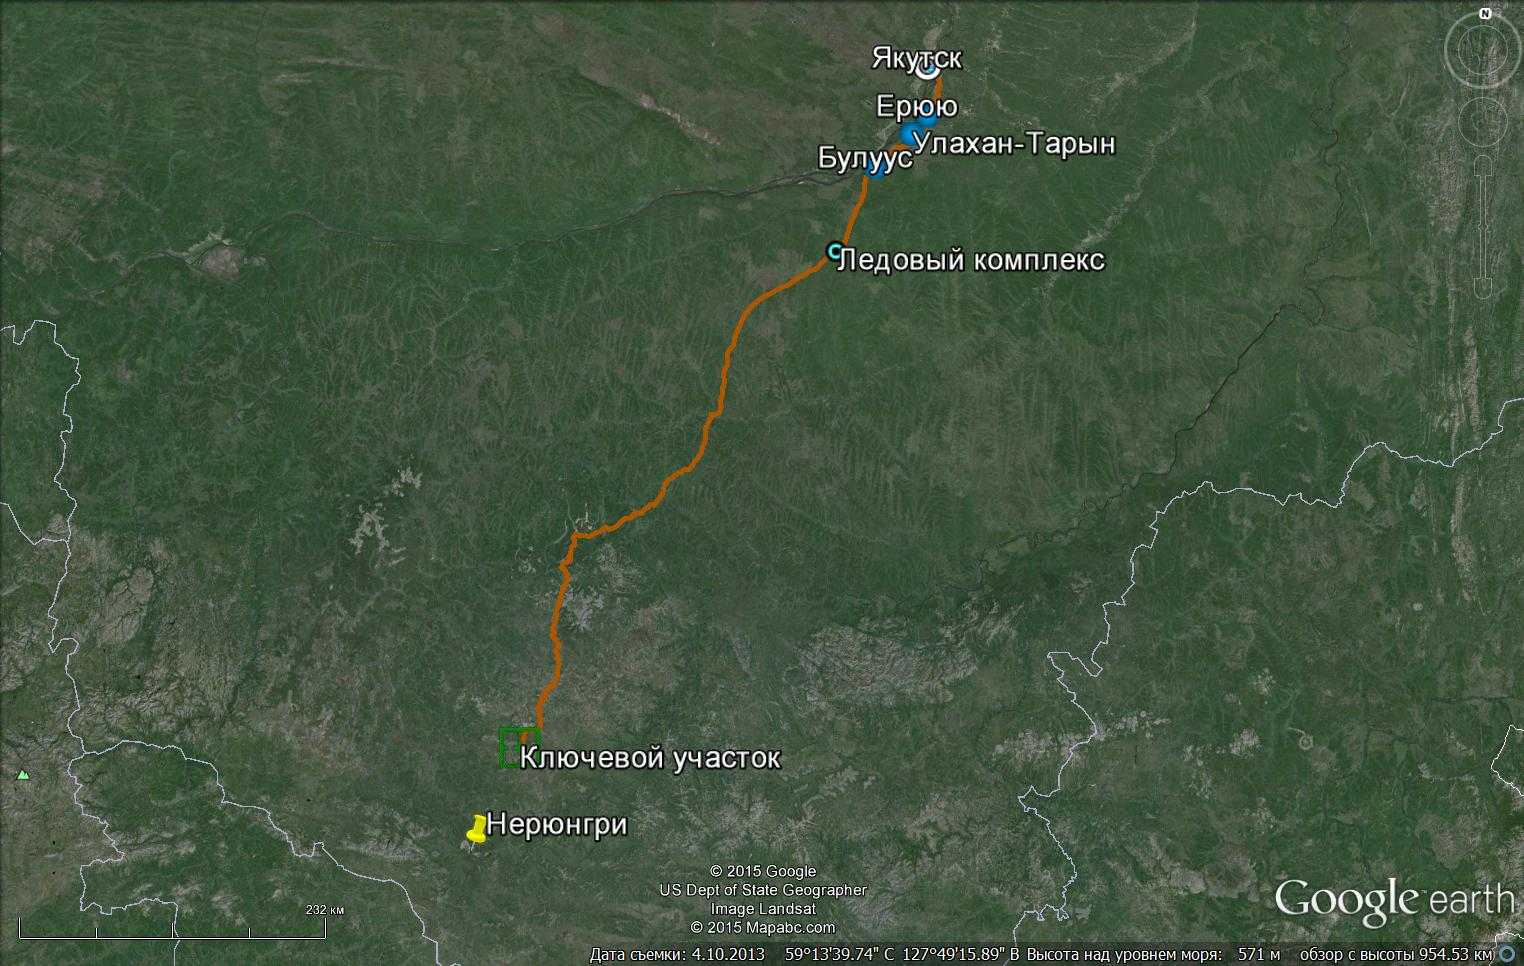 N
Якутск
Ерюю
Улахан-Тарын
Булуус
Ледовый комплекс
Ключевой участок
Нерюнгри
© 2015 Google
US Dept of State Geographer
Image Landsat
© 2015 Mapabc.com
Google earth
232 км
Дата съемки: 4.10.2013 59°13'39.74" С 127°49'15.89" В Высота над уровнем моря: 571 м обзор с высоты 954.53 км